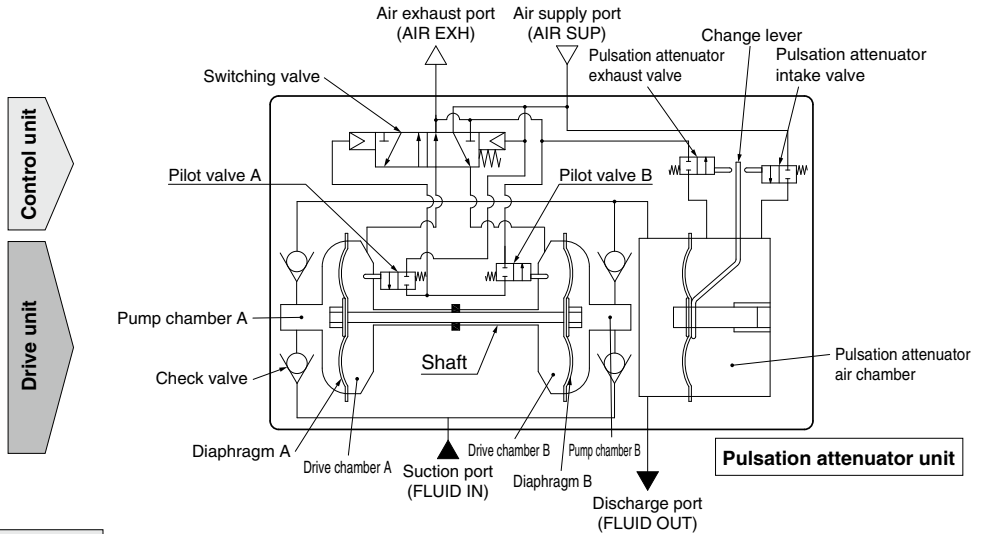 Air exhaust port
(AIR EXH)
Air supply port
(AIR SUP)
Change lever
Pulsation attenuator
exhaust valve
Pulsation attenuator
intake valve
Switching valve
Control unit
Pilot valve A
Pilot valve B
Drive unit
Pump chamber A
Shaft
Check valve
Pulsation attenuator
air chamber
Diaphragm A
Drive chamber A
Suction port
(FLUID IN)
Drive chamber B
Pump chamber B
Diaphragm B
Pulsation attenuator unit
Discharge port
(FLUID OUT)